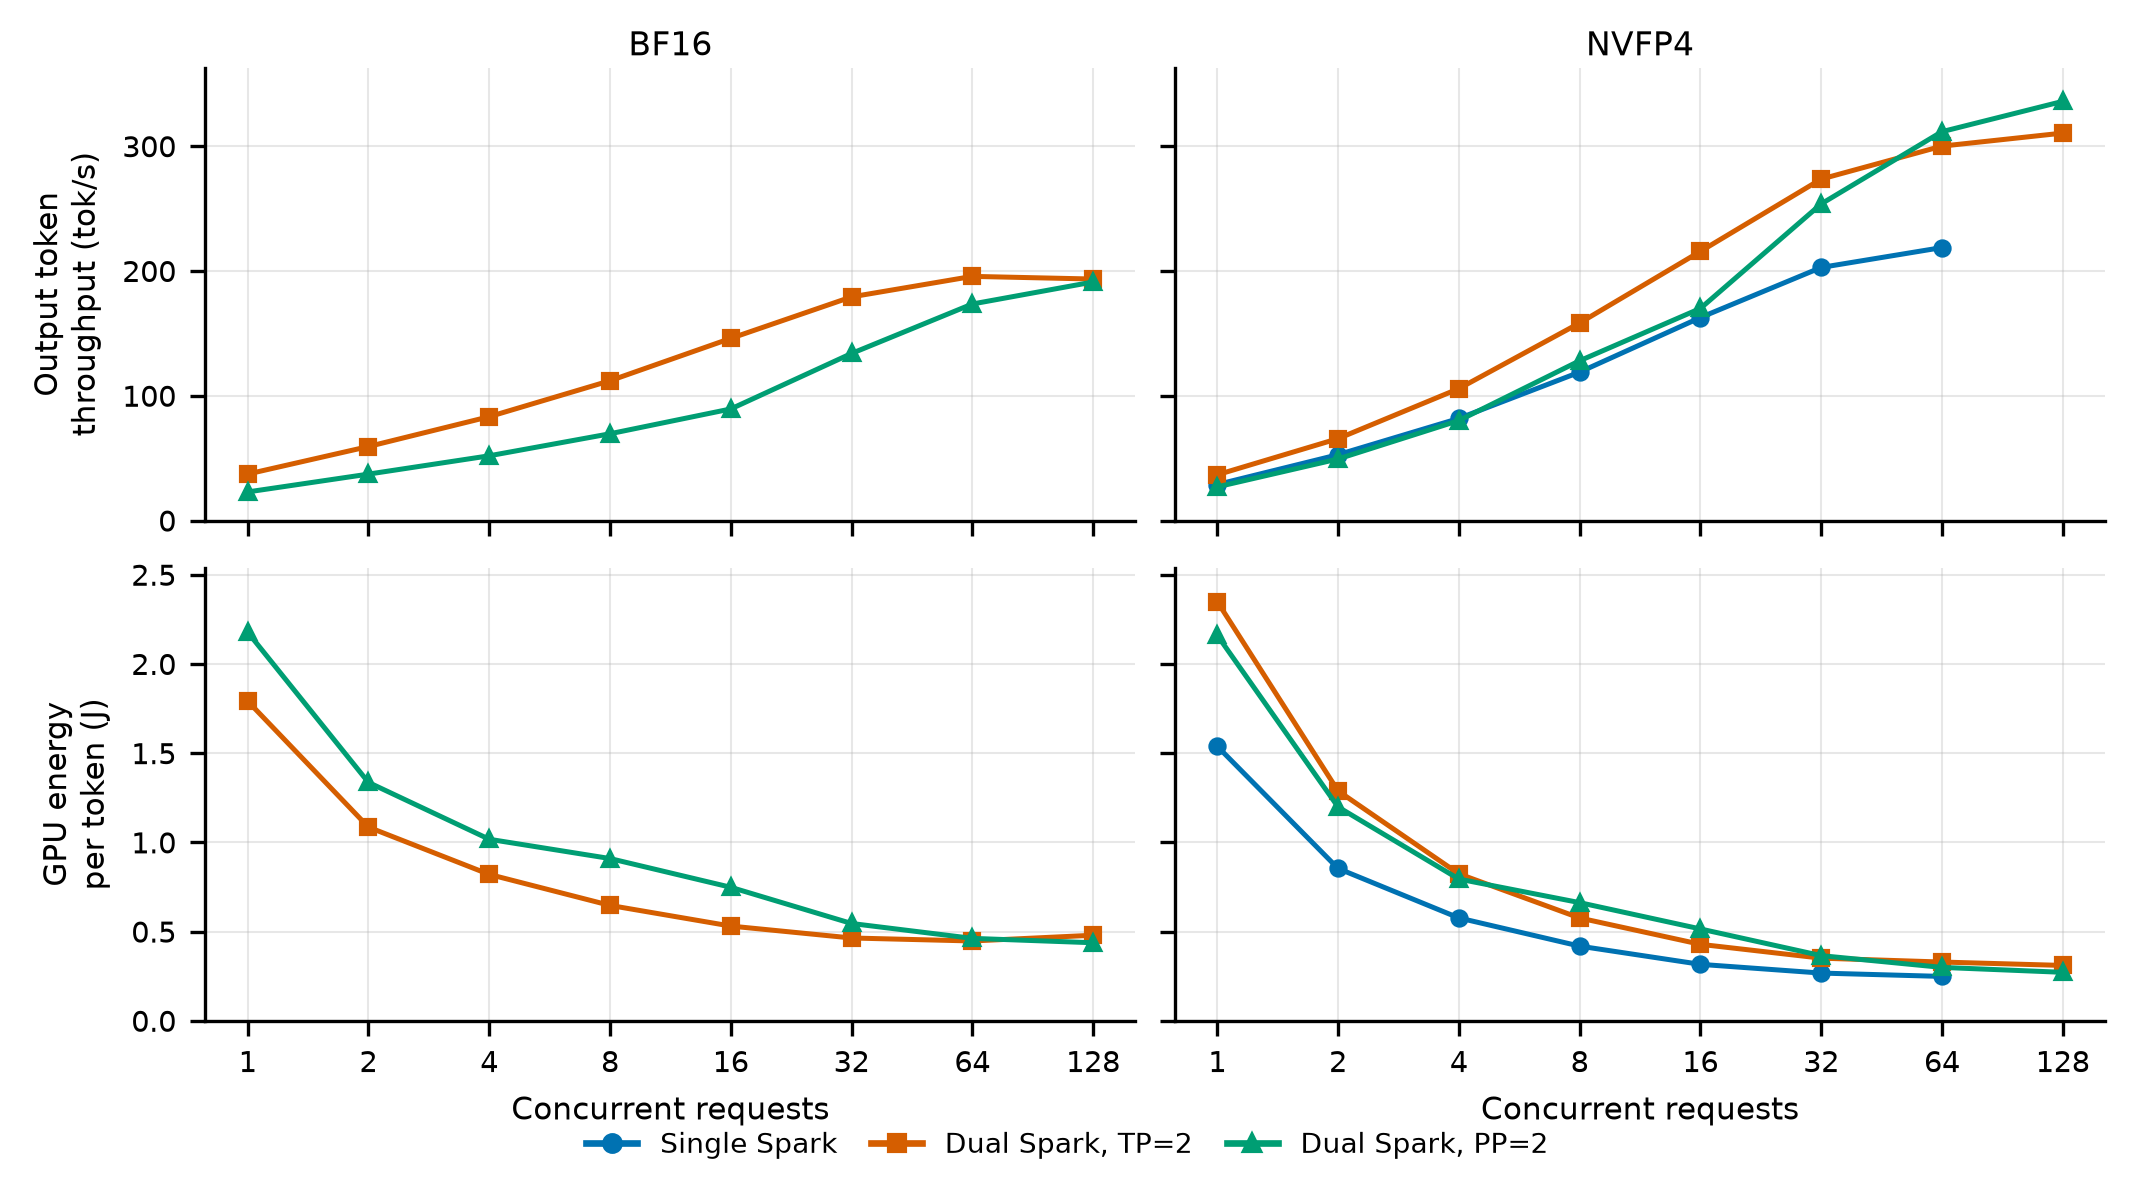 BF16
NVFP4
Output token
throughput (tok/s)
300
200
100
0
GPU energy
per token (J)
2.5
2.0
1.5
1.0
0.5
0.0
1 2 4 8 16 32 64 128
1 2 4 8 16 32 64 128
Concurrent requests
Concurrent requests
Single Spark
Dual Spark, TP=2
Dual Spark, PP=2